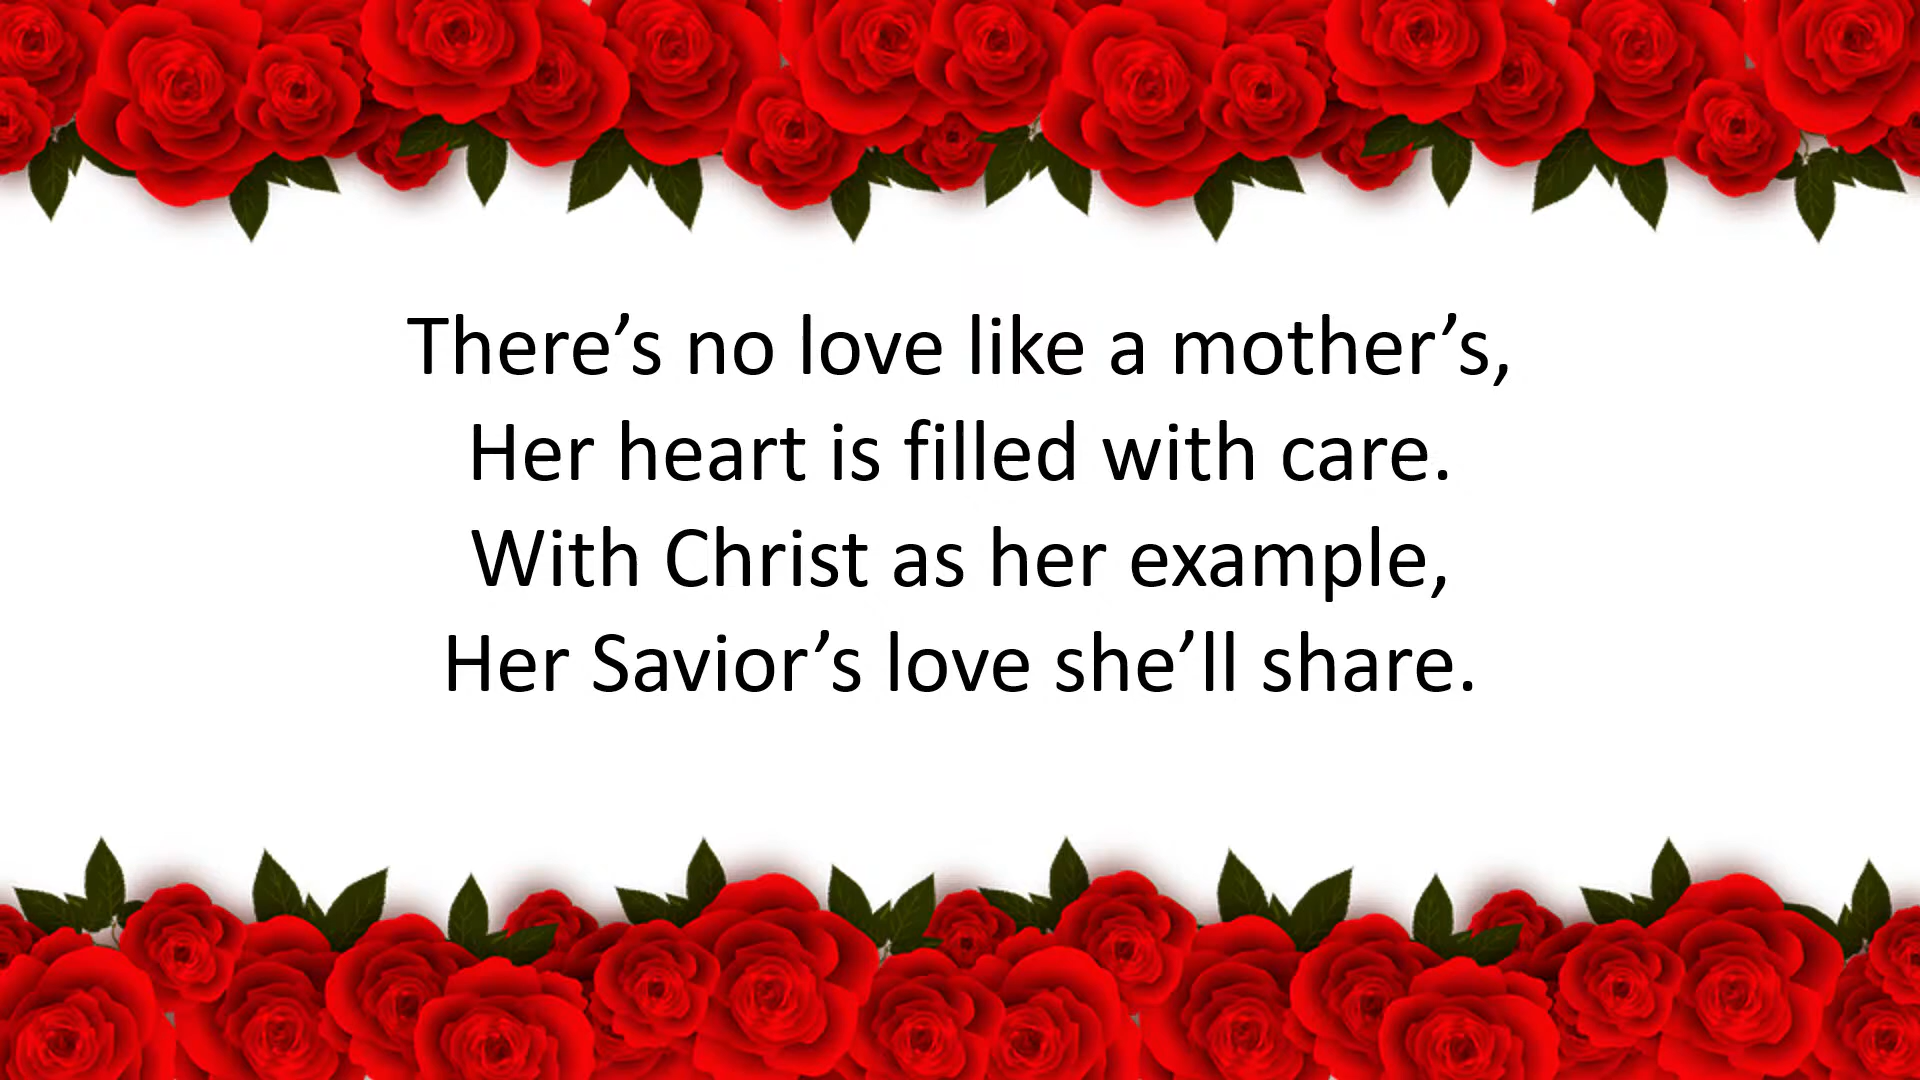 There’s no love like a mother’s,
Her heart is filled with care.
With Christ as her example,
Her Savior’s love she’ll share.